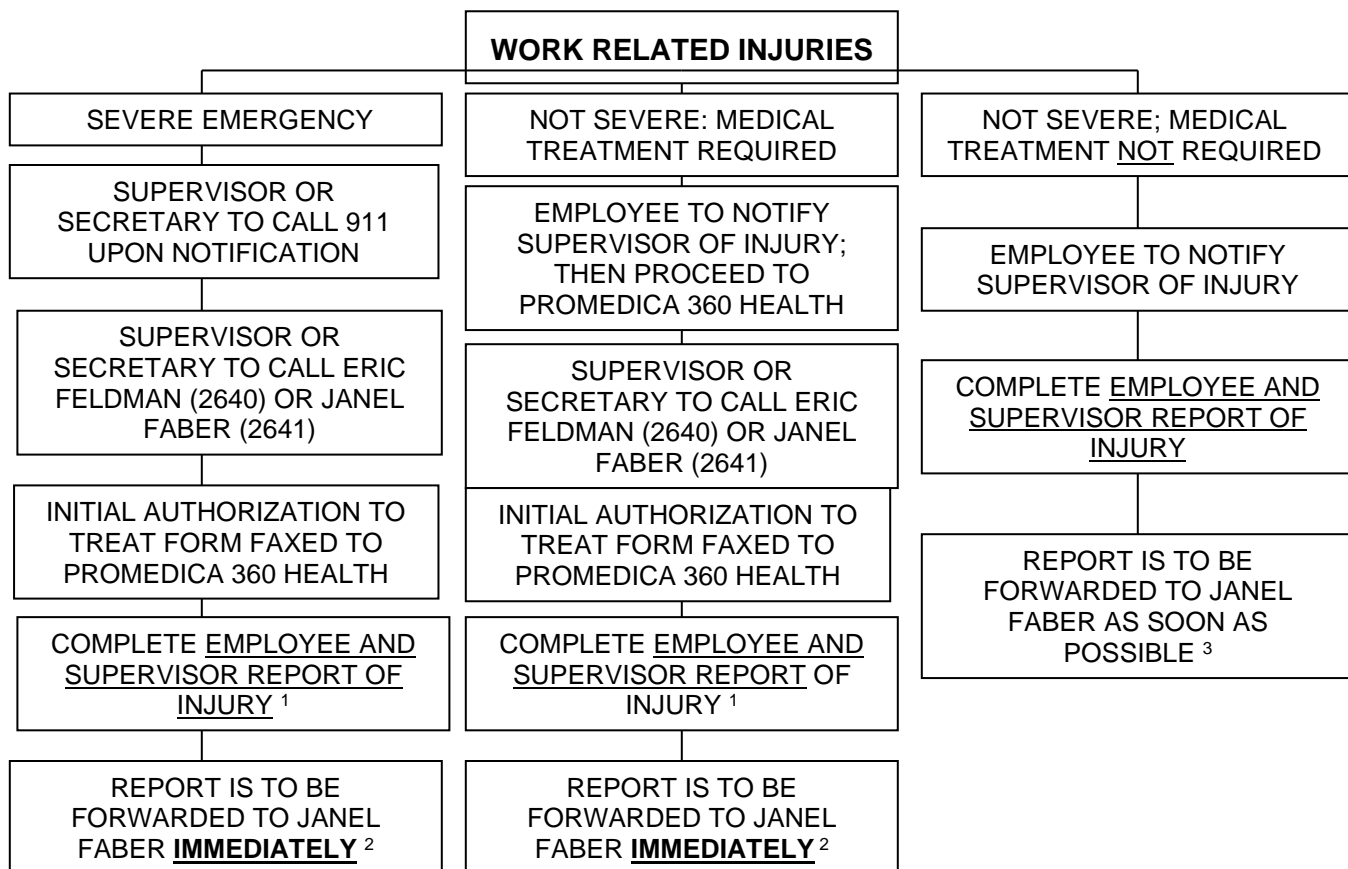 WORK RELATED INJURIES
SEVERE EMERGENCY
SUPERVISOR OR
SECRETARY TO CALL 911
UPON NOTIFICATION
SUPERVISOR OR
SECRETARY TO CALL ERIC
FELDMAN (2640) OR JANEL
FABER (2641)
INITIAL AUTHORIZATION TO
TREAT FORM FAXED TO
PROMEDICA 360 HEALTH
COMPLETE EMPLOYEE AND
SUPERVISOR REPORT OF
INJURY ¹
REPORT IS TO BE
FORWARDED TO JANEL
FABER IMMEDIATELY ²
NOT SEVERE: MEDICAL
TREATMENT REQUIRED
EMPLOYEE TO NOTIFY
SUPERVISOR OF INJURY;
THEN PROCEED TO
PROMEDICA 360 HEALTH
SUPERVISOR OR
SECRETARY TO CALL ERIC
FELDMAN (2640) OR JANEL
FABER (2641)
INITIAL AUTHORIZATION TO
TREAT FORM FAXED TO
PROMEDICA 360 HEALTH
COMPLETE EMPLOYEE AND
SUPERVISOR REPORT OF
INJURY ¹
REPORT IS TO BE
FORWARDED TO JANEL
FABER IMMEDIATELY ²
NOT SEVERE; MEDICAL
TREATMENT NOT REQUIRED
EMPLOYEE TO NOTIFY
SUPERVISOR OF INJURY
COMPLETE EMPLOYEE AND
SUPERVISOR REPORT OF
INJURY
REPORT IS TO BE
FORWARDED TO JANEL
FABER AS SOON AS
POSSIBLE ³